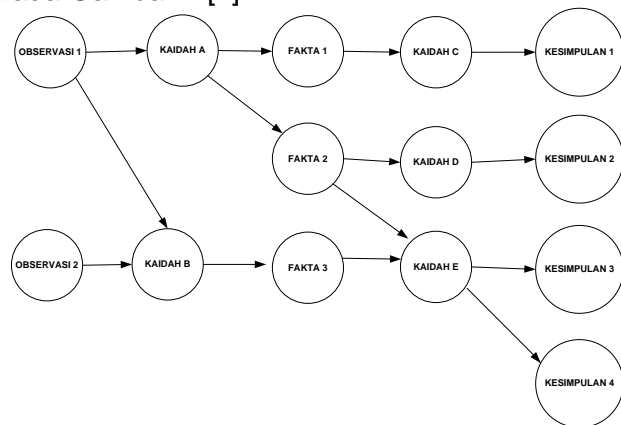 OBSERVASI 1
KAIDAH A
FAKTA 1
KAIDAH C
KESIMPULAN 1
FAKTA 2
KAIDAH D
KESIMPULAN 2
OBSERVASI 2
KAIDAH B
FAKTA 3
KAIDAH E
KESIMPULAN 3
KESIMPULAN 4